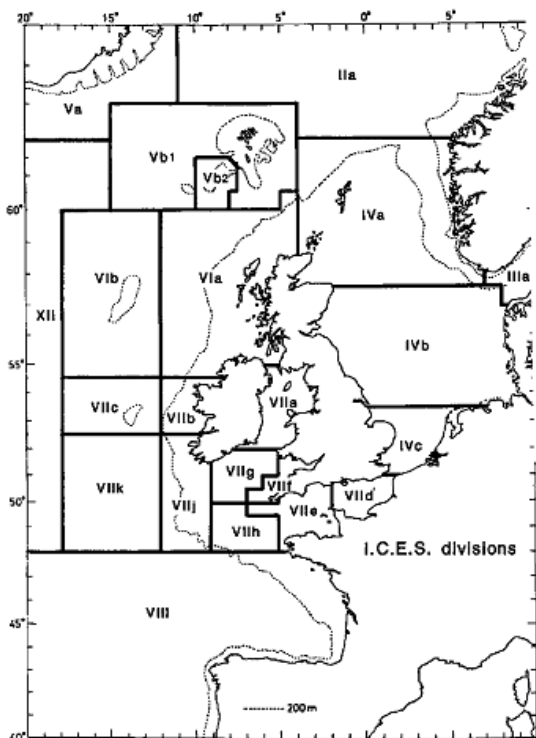 20° 15° 10° 5° 0° 5°
IIa
Va
Vb1
Vb2
60°
IVa
VIb
VIa
IIIa
XII
IVb
55°
VIIc
VIIb
VIIa
IVc
VIIg
VIIf
VIIk
VIId
50°
VIIj
VIIe
VIIh
I.C.E.S. divisions
VIII
45°
200m
40°